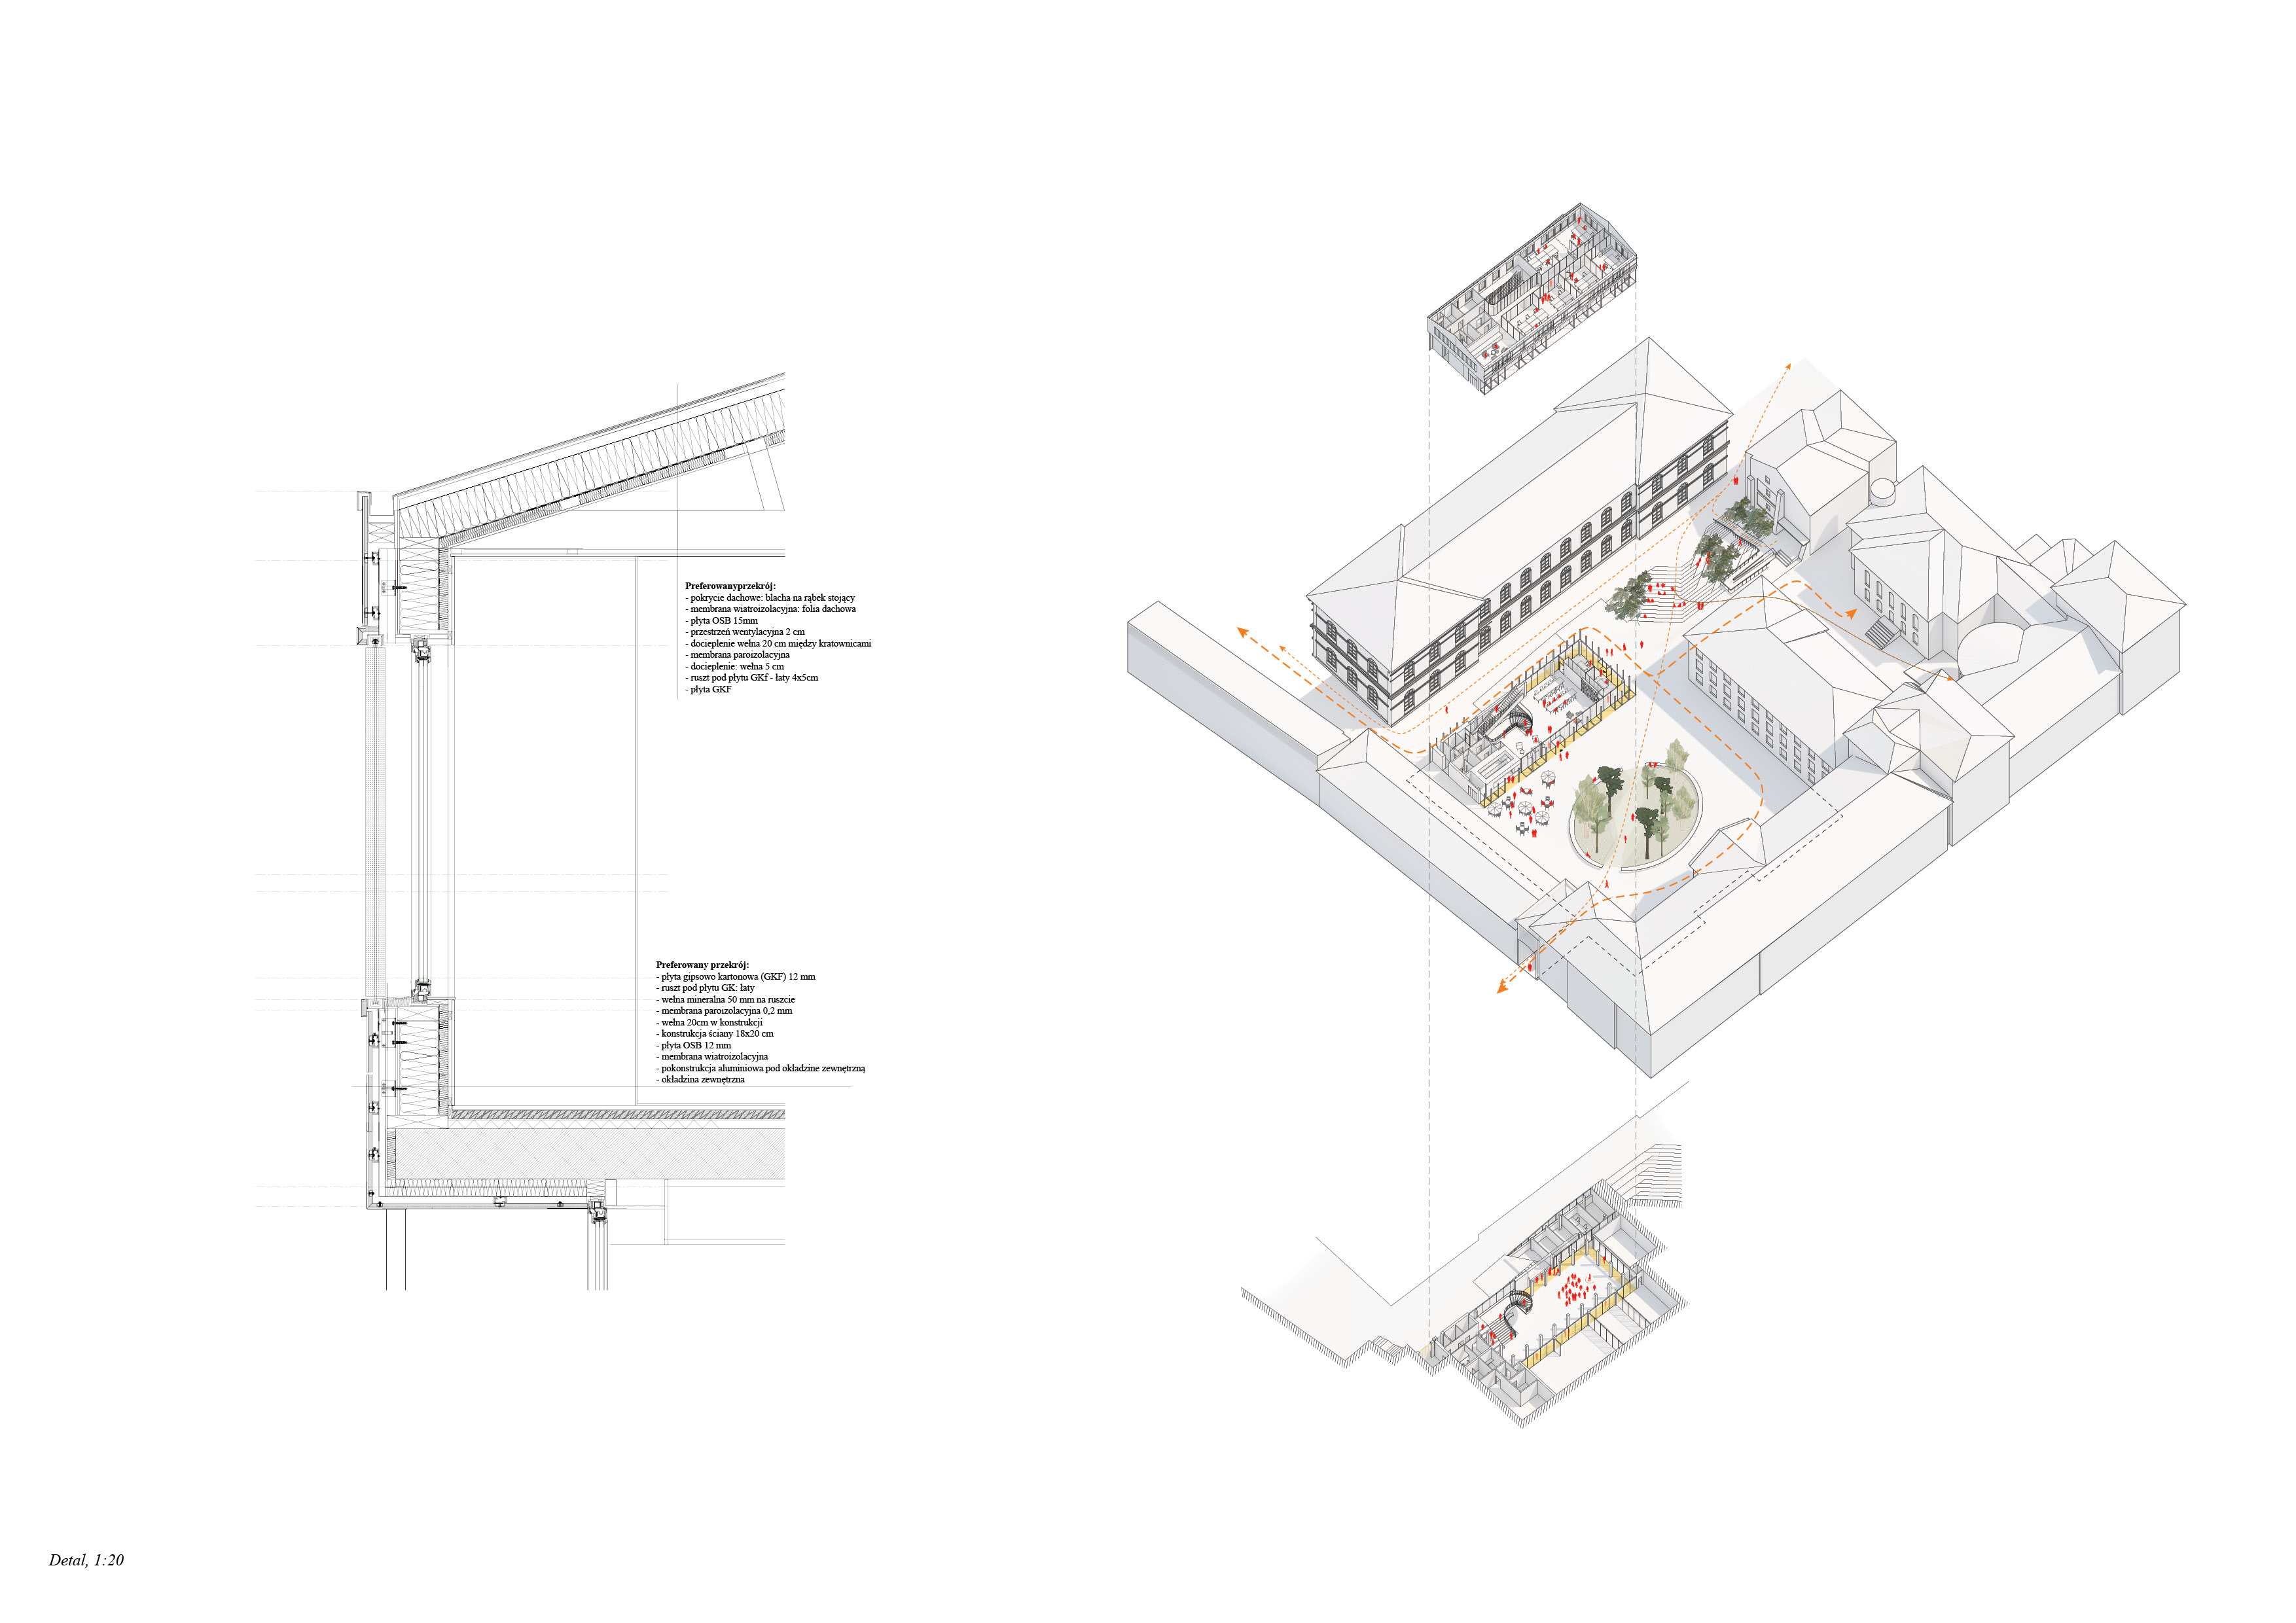 Preferowanyprzekrój:
- pokrycie dachowe: blacha na rąbek stojący
- membrana wiatroizolacyjna: folia dachowa
- płyta OSB 15mm
- przestrzeń wentylacyjna 2 cm
- docieplenie wełna 20 cm między kratownicami
- membrana paroizolacyjna
- docieplenie: wełna 5 cm
- ruszt pod płytu GKf - łaty 4x5cm
- płyta GKF
Preferowany przekrój:
- płyta gipsowo kartonowa (GKF) 12 mm
- ruszt pod płytu GK: łaty
- wełna mineralna 50 mm na ruszcie
- membrana paroizolacyjna 0,2 mm
- wełna 20cm w konstrukcji
- konstrukcja ściany 18x20 cm
- płyta OSB 12 mm
- membrana wiatroizolacyjna
- pokonstrukcja aluminiowa pod okładzine zewnętrzną
- okładzina zewnętrzna
Detal, 1:20